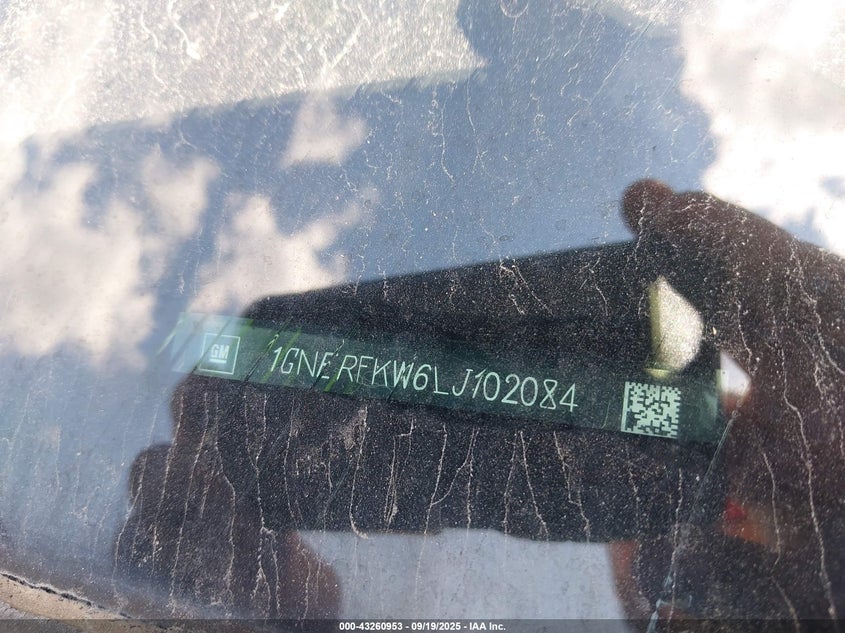 GM 1GNERFKW6LJ102084
000-43260953 - 09/19/2025 - IAA Inc.